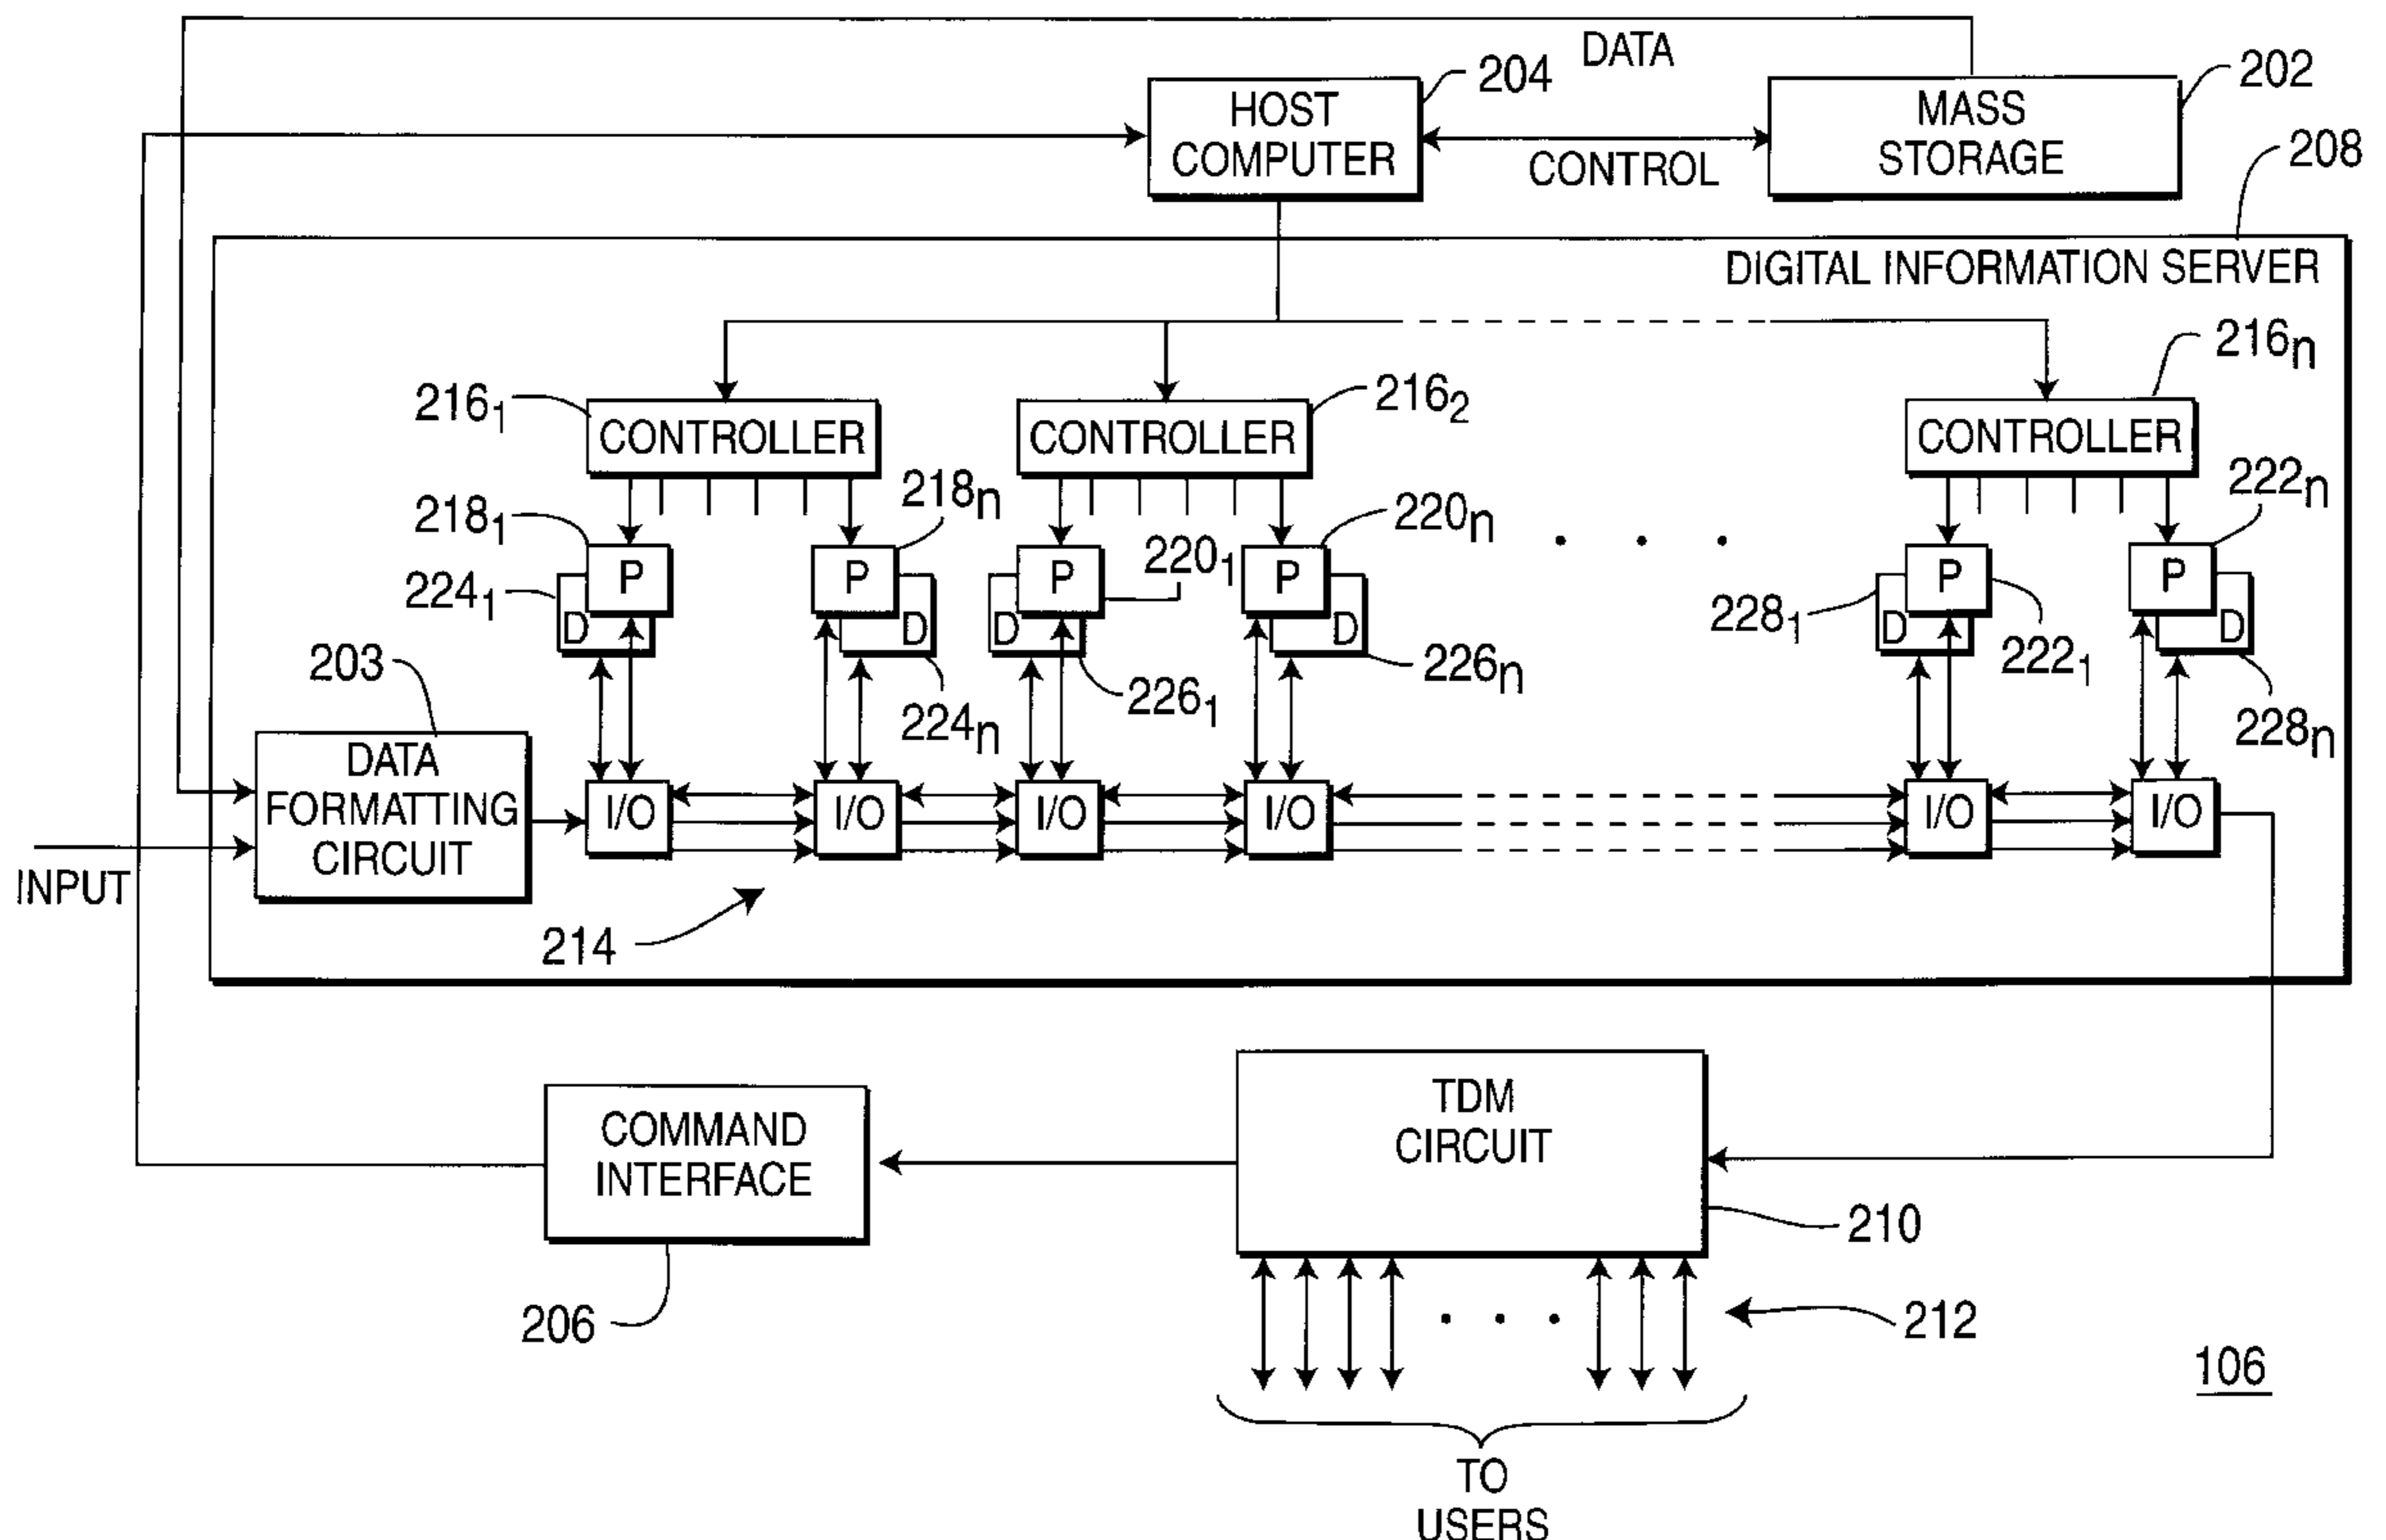 DATA
HOST
COMPUTER
204
CONTROL
MASS
STORAGE
202
208
DIGITAL INFORMATION SERVER
216₁
CONTROLLER
216₂
CONTROLLER
216n
CONTROLLER
218₁
P
224₁
D
218n
P
D
224n
220₁
P
D
226₁
220n
P
D
226n
. . .
222₁
P
228₁
D
222n
P
D
228n
203
DATA
FORMATTING
CIRCUIT
INPUT
I/O
I/O
I/O
I/O
I/O
I/O
214
COMMAND
INTERFACE
206
TDM
CIRCUIT
210
. . .
212
TO
USERS
106